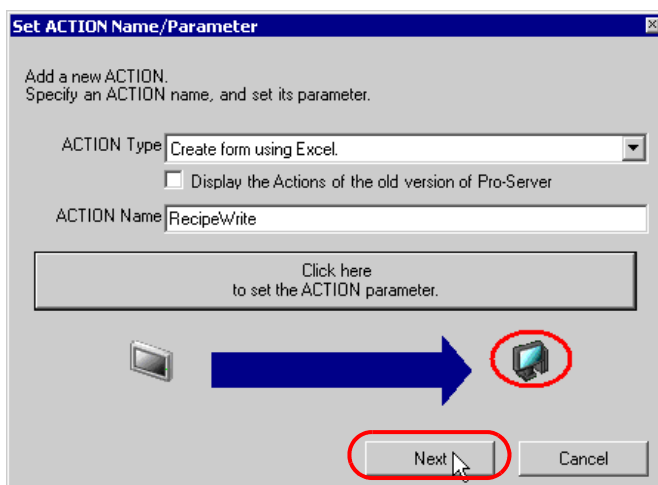 Set ACTION Name/Parameter
Add a new ACTION.
Specify an ACTION name, and set its parameter.
ACTION Type Create form using Excel.
Display the Actions of the old version of Pro-Server
ACTION Name RecipeWrite
Click here
to set the ACTION parameter.
Next Cancel